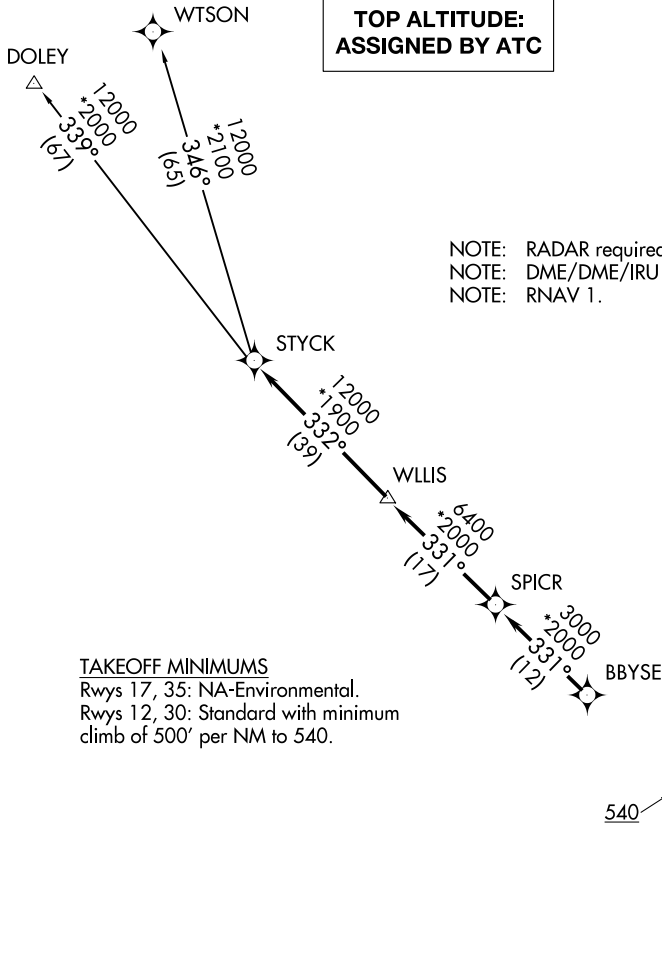 WTSON
TOP ALTITUDE:
ASSIGNED BY ATC
DOLEY
12000
*2000
339°
(67)
12000
*2100
346°
(65)
NOTE: RADAR required
NOTE: DME/DME/IRU
NOTE: RNAV 1.
STYCK
12000
*1900
332°
(39)
WLLIS
6400
*2000
331°
(17)
SPICR
3000
*2000
331°
(12)
BBYSE
TAKEOFF MINIMUMS
Rwys 17, 35: NA-Environmental.
Rwys 12, 30: Standard with minimum
climb of 500' per NM to 540.
540